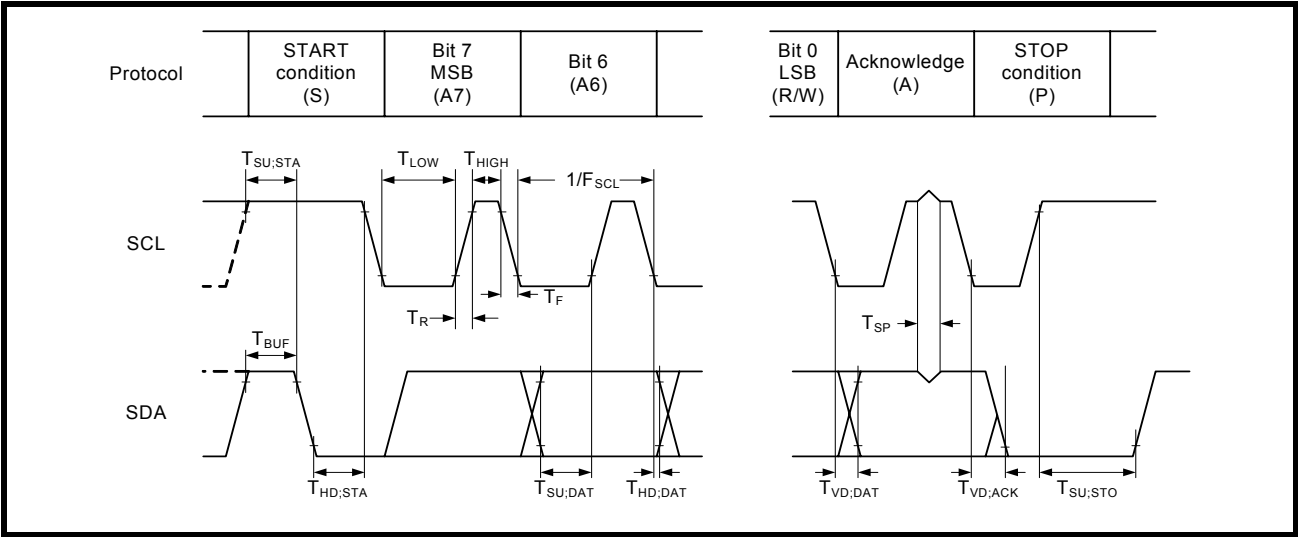 Protocol
START
condition
(S)
Bit 7
MSB
(A7)
Bit 6
(A6)
Bit 0
LSB
(R/W)
Acknowledge
(A)
STOP
condition
(P)
TSU;STA
TLOW
THIGH
1/FSCL
SCL
TF
TR
TSP
TBUF
SDA
THD;STA
TSU;DAT
THD;DAT
TVD;DAT
TVD;ACK
TSU;STO